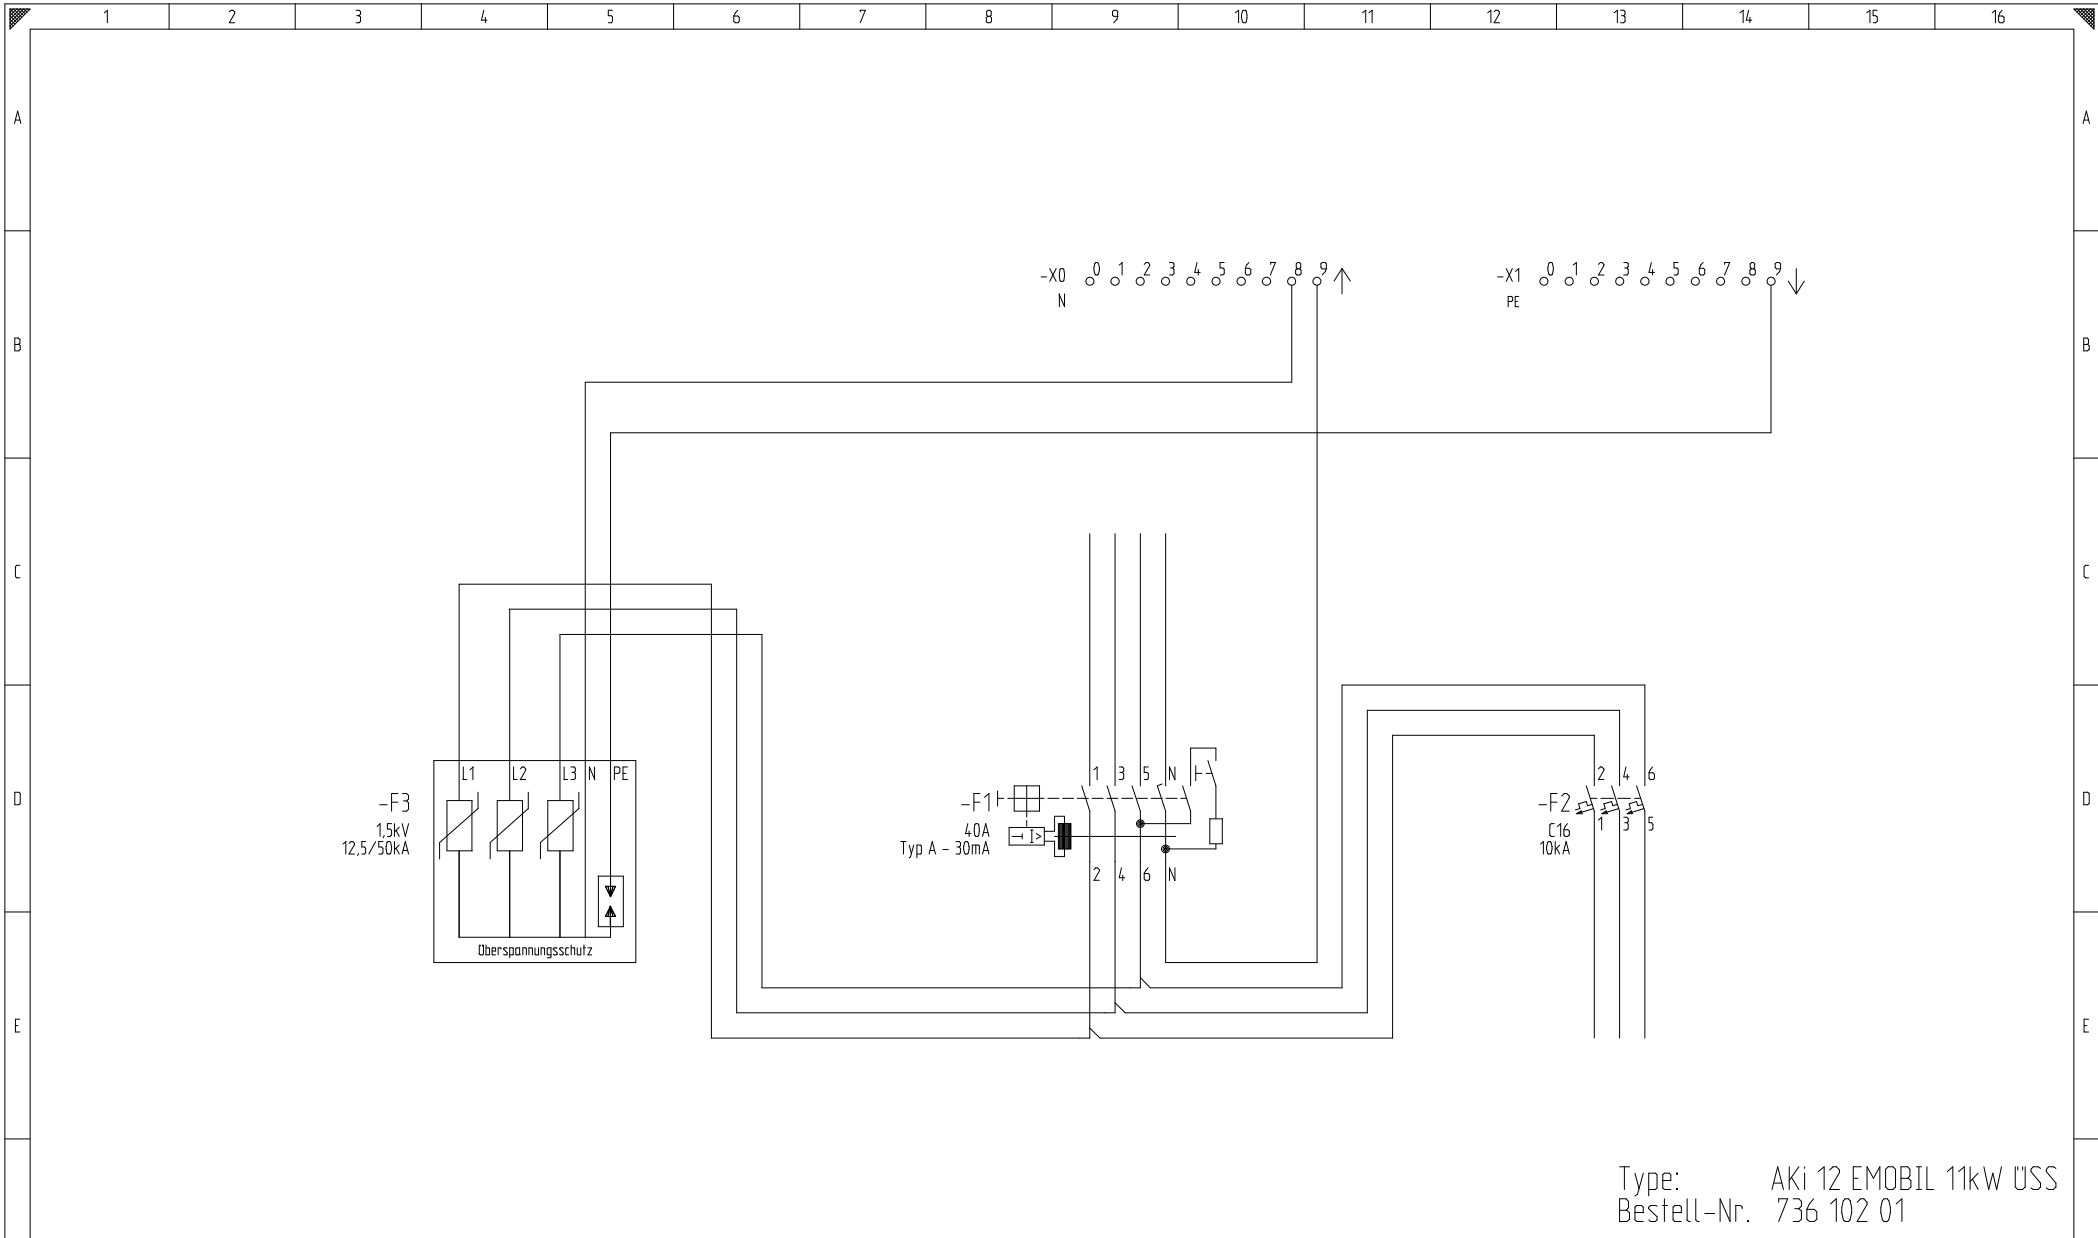 1 2 3 4 5 6 7 8 9 10 11 12 13 14 15 16
A A
-X0 0 1 2 3 4 5 6 7 8 9
N
-X1 0 1 2 3 4 5 6 7 8 9
PE
B B
C C
L1 L2 L3 N PE
-F3
1,5kV
12,5/50kA
Überspannungsschutz
1 3 5 N
-F1
I>
40A
Typ A - 30mA
2 4 6 N
2 4 6
-F2
C16
10kA
1 3 5
D D
E E
Type: AKi 12 EMOBIL 11kW ÜSS
Bestell-Nr. 736 102 01